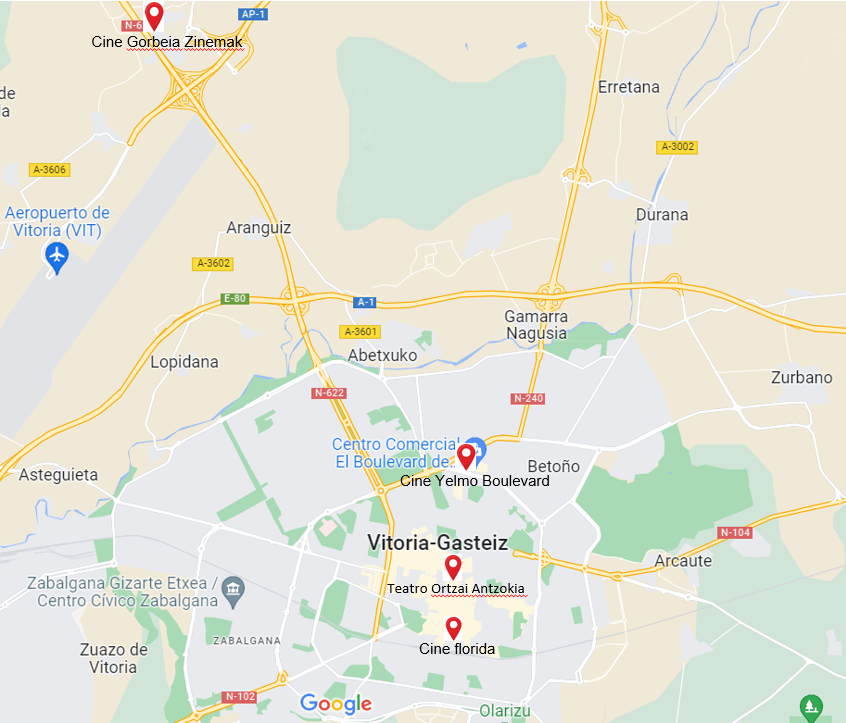 AP-1
N-6
Cine Gorbeia Zinemak
de
la
Erretana
A-3002
A-3606
Aeropuerto de
Vitoria (VIT)
Durana
Aranguiz
A-3602
E-80
A-1
Gamarra
Nagusia
A-3601
Abetxuko
Lopidana
Zurbano
N-622
N-240
Centro Comercial
El Boulevard de...
Betoño
Asteguieta
Cine Yelmo Boulevard
Vitoria-Gasteiz
N-104
Arcaute
Zabalgana Gizarte Etxea /
Centro Cívico Zabalgana
Teatro Ortzai Antzokia
ZABALGANA
Zuazo de
Vitoria
Cine florida
N-102
Google
Olarizu